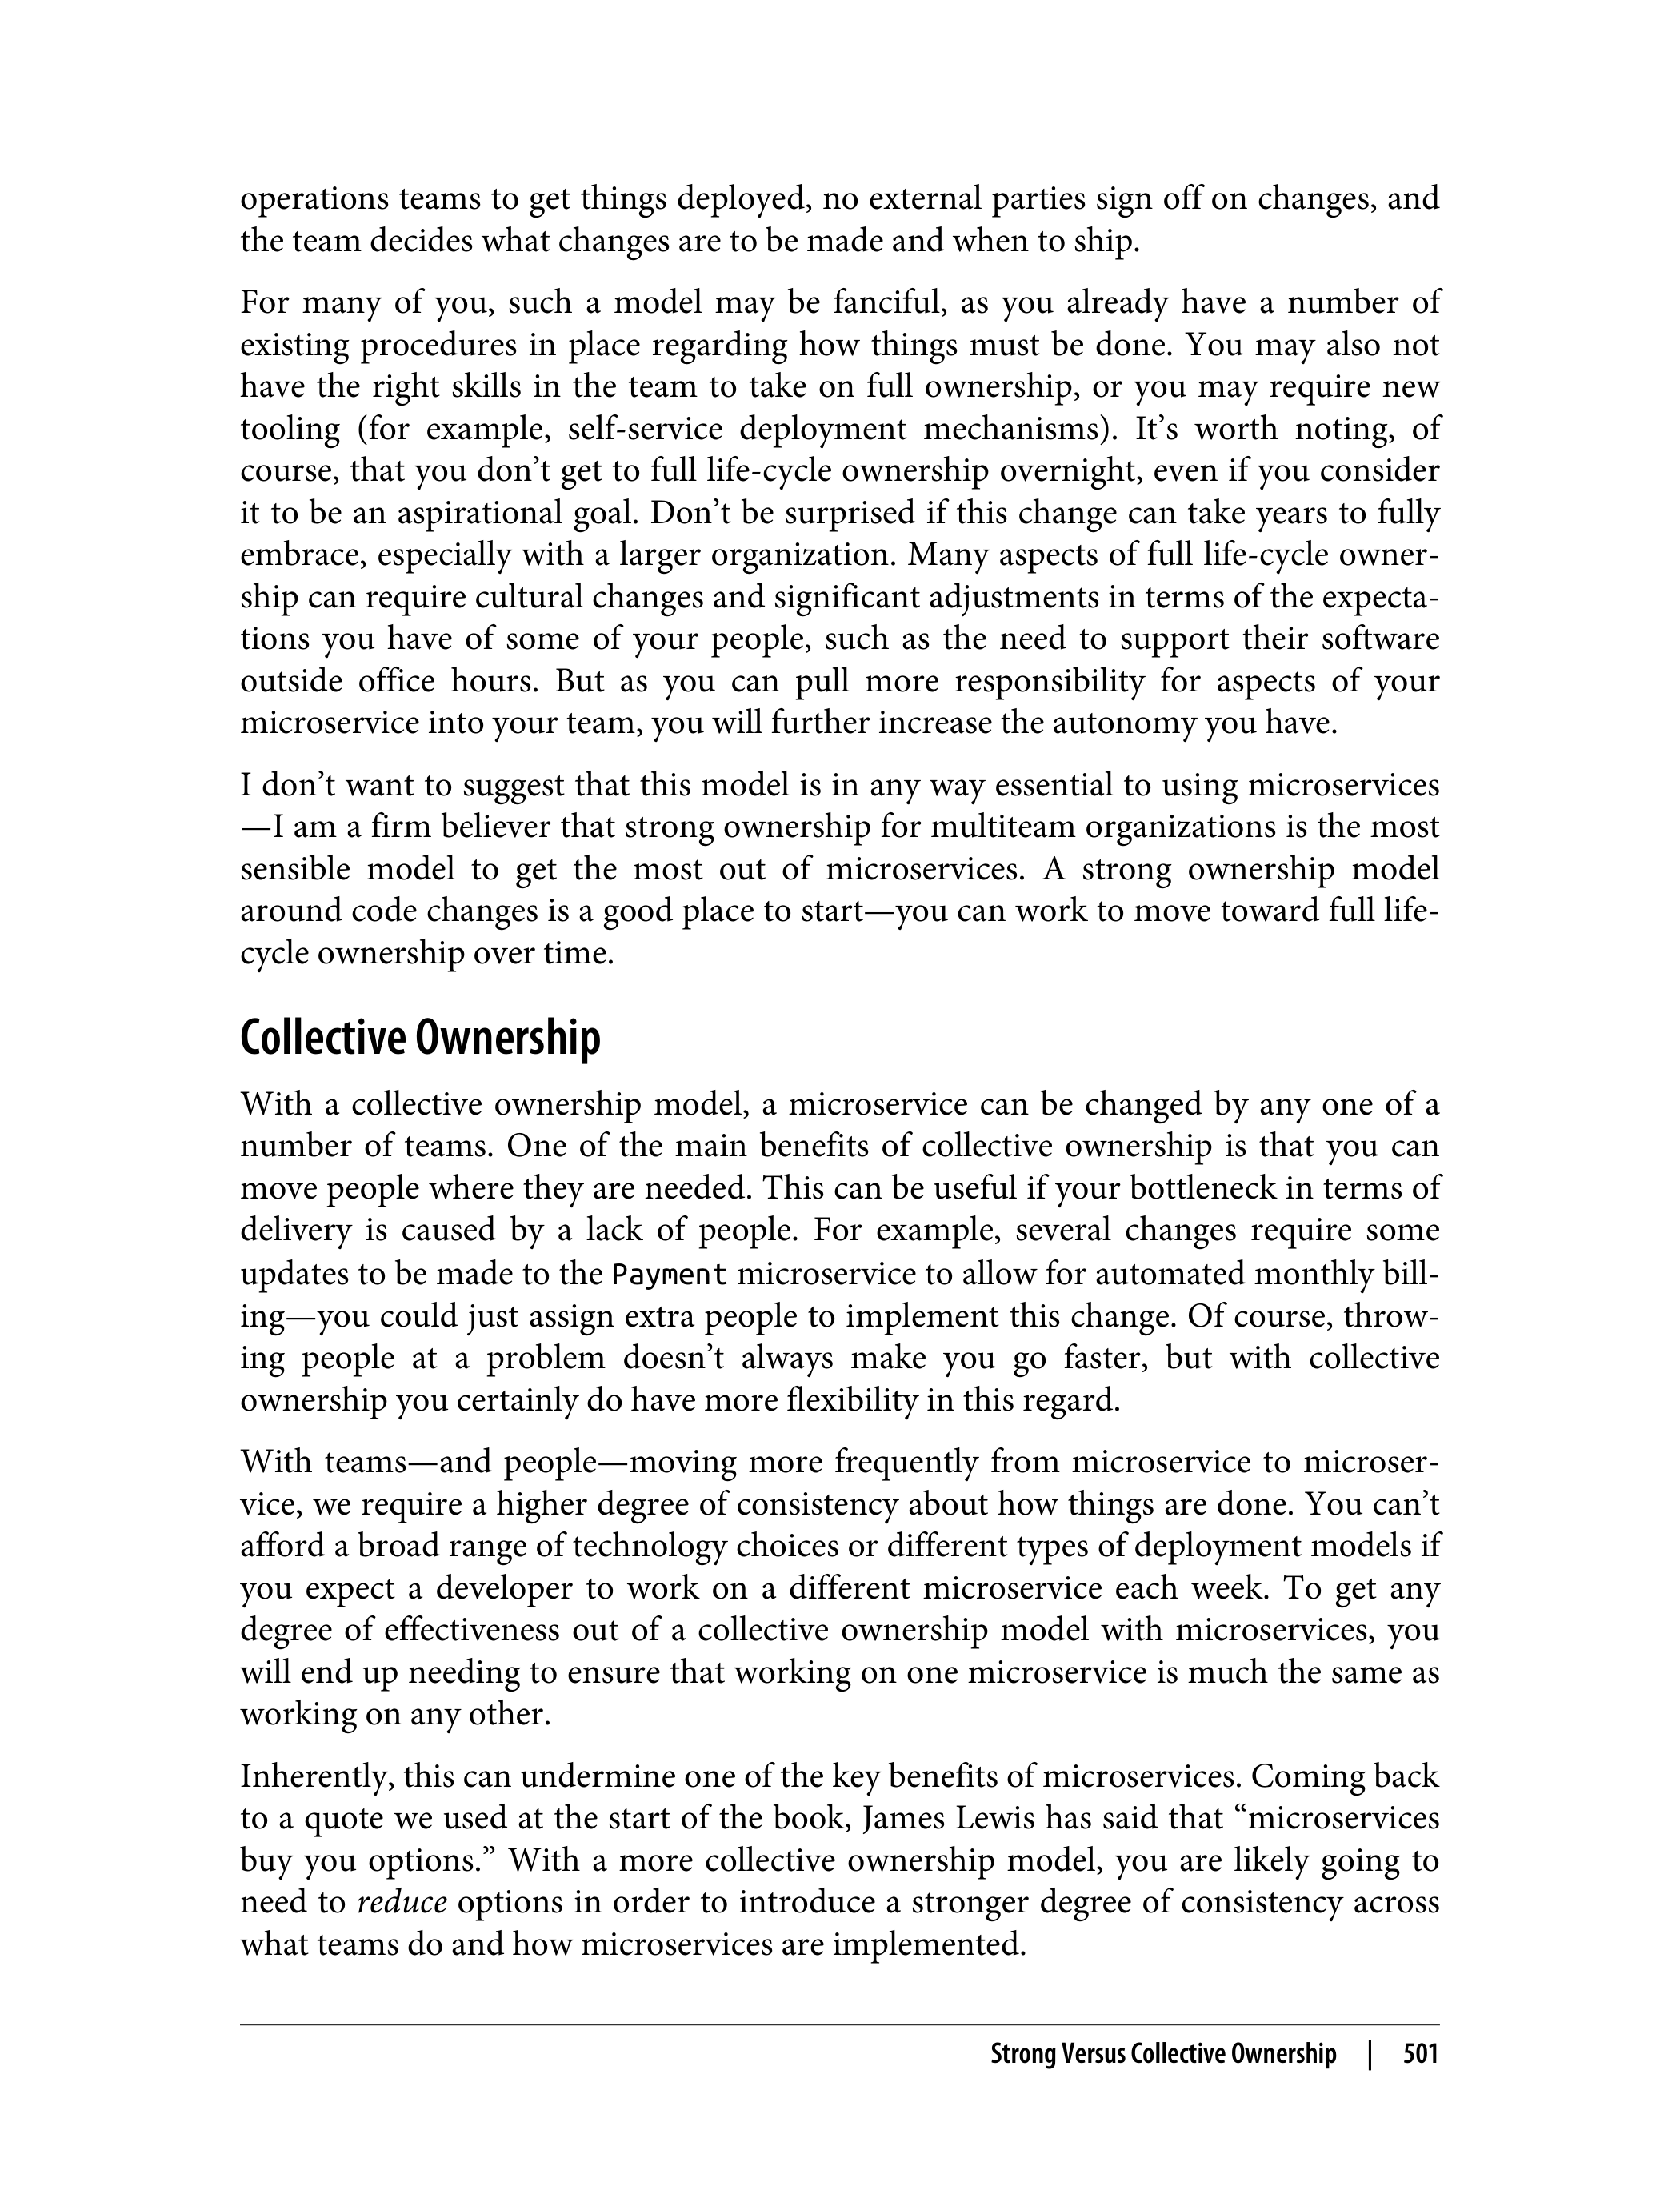 operations teams to get things deployed, no external parties sign off on changes, and
the team decides what changes are to be made and when to ship.
For many of you, such a model may be fanciful, as you already have a number of
existing procedures in place regarding how things must be done. You may also not
have the right skills in the team to take on full ownership, or you may require new
tooling (for example, self-service deployment mechanisms). It’s worth noting, of
course, that you don’t get to full life-cycle ownership overnight, even if you consider
it to be an aspirational goal. Don’t be surprised if this change can take years to fully
embrace, especially with a larger organization. Many aspects of full life-cycle owner-
ship can require cultural changes and significant adjustments in terms of the expecta-
tions you have of some of your people, such as the need to support their software
outside office hours. But as you can pull more responsibility for aspects of your
microservice into your team, you will further increase the autonomy you have.
I don’t want to suggest that this model is in any way essential to using microservices
—I am a firm believer that strong ownership for multiteam organizations is the most
sensible model to get the most out of microservices. A strong ownership model
around code changes is a good place to start—you can work to move toward full life-
cycle ownership over time.
Collective Ownership
With a collective ownership model, a microservice can be changed by any one of a
number of teams. One of the main benefits of collective ownership is that you can
move people where they are needed. This can be useful if your bottleneck in terms of
delivery is caused by a lack of people. For example, several changes require some
updates to be made to the Payment microservice to allow for automated monthly bill-
ing—you could just assign extra people to implement this change. Of course, throw-
ing people at a problem doesn’t always make you go faster, but with collective
ownership you certainly do have more flexibility in this regard.
With teams—and people—moving more frequently from microservice to microser-
vice, we require a higher degree of consistency about how things are done. You can’t
afford a broad range of technology choices or different types of deployment models if
you expect a developer to work on a different microservice each week. To get any
degree of effectiveness out of a collective ownership model with microservices, you
will end up needing to ensure that working on one microservice is much the same as
working on any other.
Inherently, this can undermine one of the key benefits of microservices. Coming back
to a quote we used at the start of the book, James Lewis has said that “microservices
buy you options.” With a more collective ownership model, you are likely going to
need to reduce options in order to introduce a stronger degree of consistency across
what teams do and how microservices are implemented.
Strong Versus Collective Ownership | 501